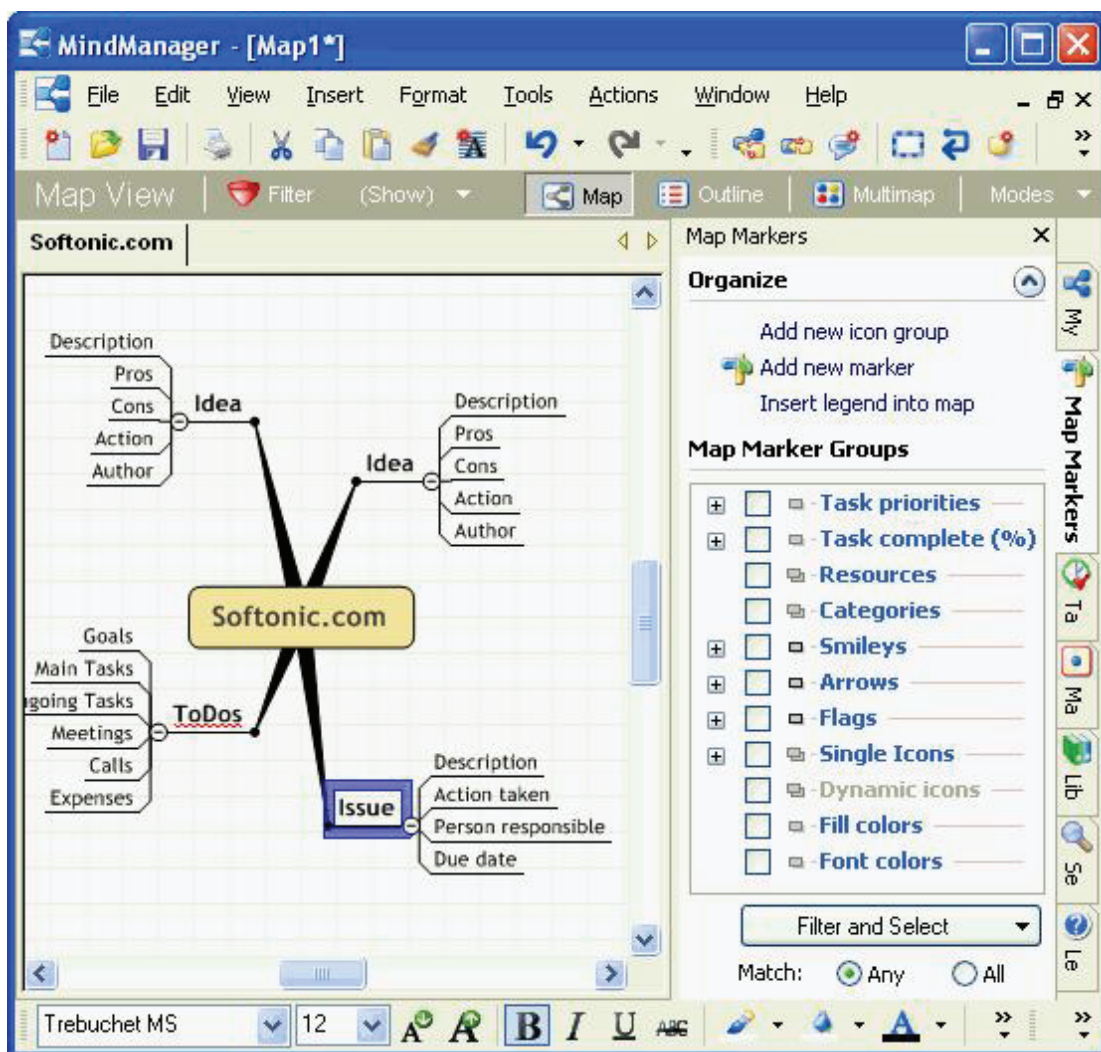 MindManager - [Map1*]
File Edit View Insert Format Tools Actions Window Help
Map View Filter (Show) Map Outline Multimap Modes
Softonic.com
Description
Pros
Cons
Action
Author
Idea
Idea
Description
Pros
Cons
Action
Author
Softonic.com
Goals
Main Tasks
going Tasks
Meetings
Calls
Expenses
ToDos
Issue
Description
Action taken
Person responsible
Due date
Map Markers
Organize
Add new icon group
Add new marker
Insert legend into map
Map Marker Groups
Task priorities
Task complete (%)
Resources
Categories
Smileys
Arrows
Flags
Single Icons
Dynamic icons
Fill colors
Font colors
Filter and Select
Match: Any All
My
Map Markers
Ta
Ma
Lib
Se
Le
Trebuchet MS 12 A A B I U ABC A